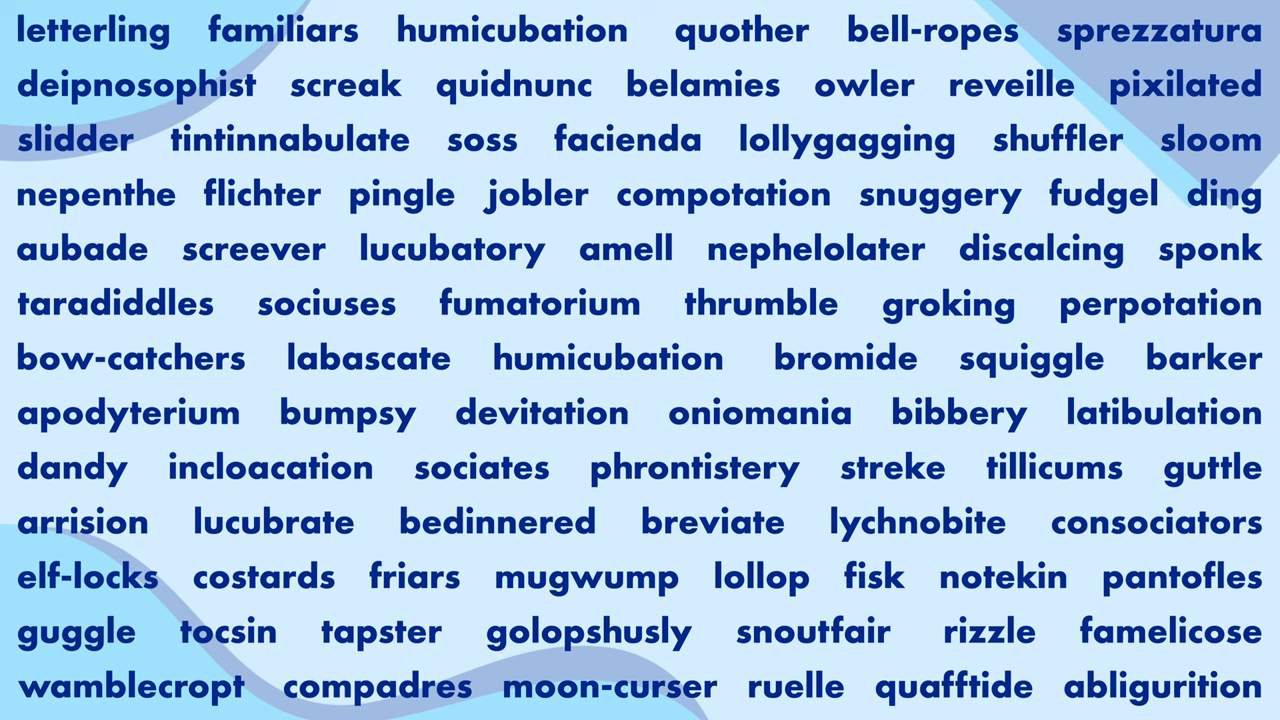 letterling familiars humicubation quother bell-ropes sprezzatura
deipnosophist screak quidnunc belamies owler reveille pixilated
slidder tintinnabulate soss facienda lollygagging shuffler sloom
nepenthe flichter pingle jobler compotation snuggery fudgel ding
aubade screever lucubatory amell nephelolater discalcing sponk
taradiddles sociuses fumatorium thrumble groking perpotation
bow-catchers labascate humicubation bromide squiggle barker
apodyterium bumpsy devitation oniomania bibbery latibulation
dandy incloacation sociates phrontistery streke tillicums guttle
arrision lucubrate bedinnered breviate lychnobite consociators
elf-locks costards friars mugwump lollop fisk notekin pantofles
guggle tocsin tapster golopshusly snoutfair rizzle famelicose
wamblecropt compadres moon-curser ruelle quafftide abligurition